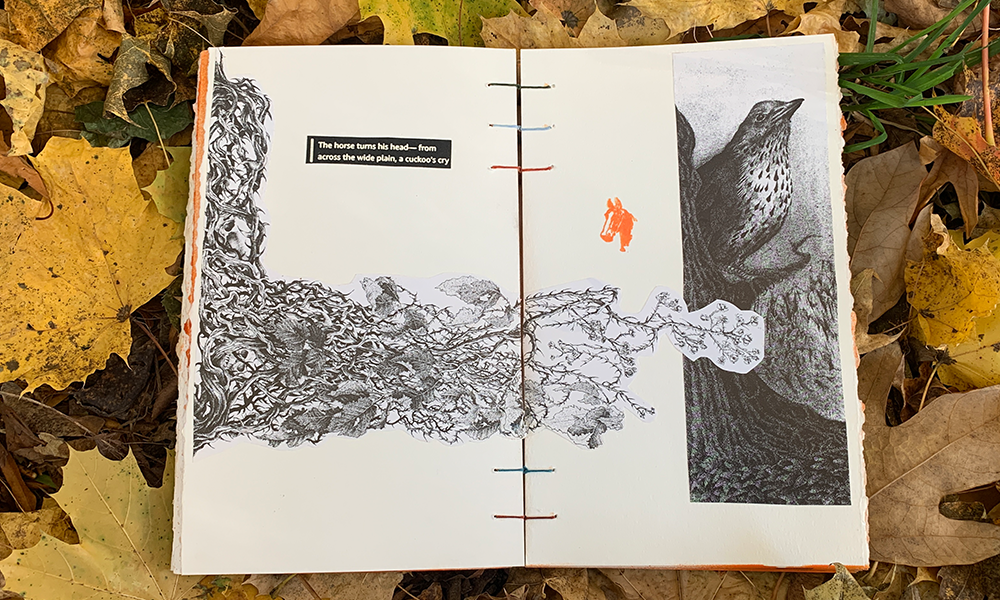 The horse turns his head— from
across the wide plain, a cuckoo's cry